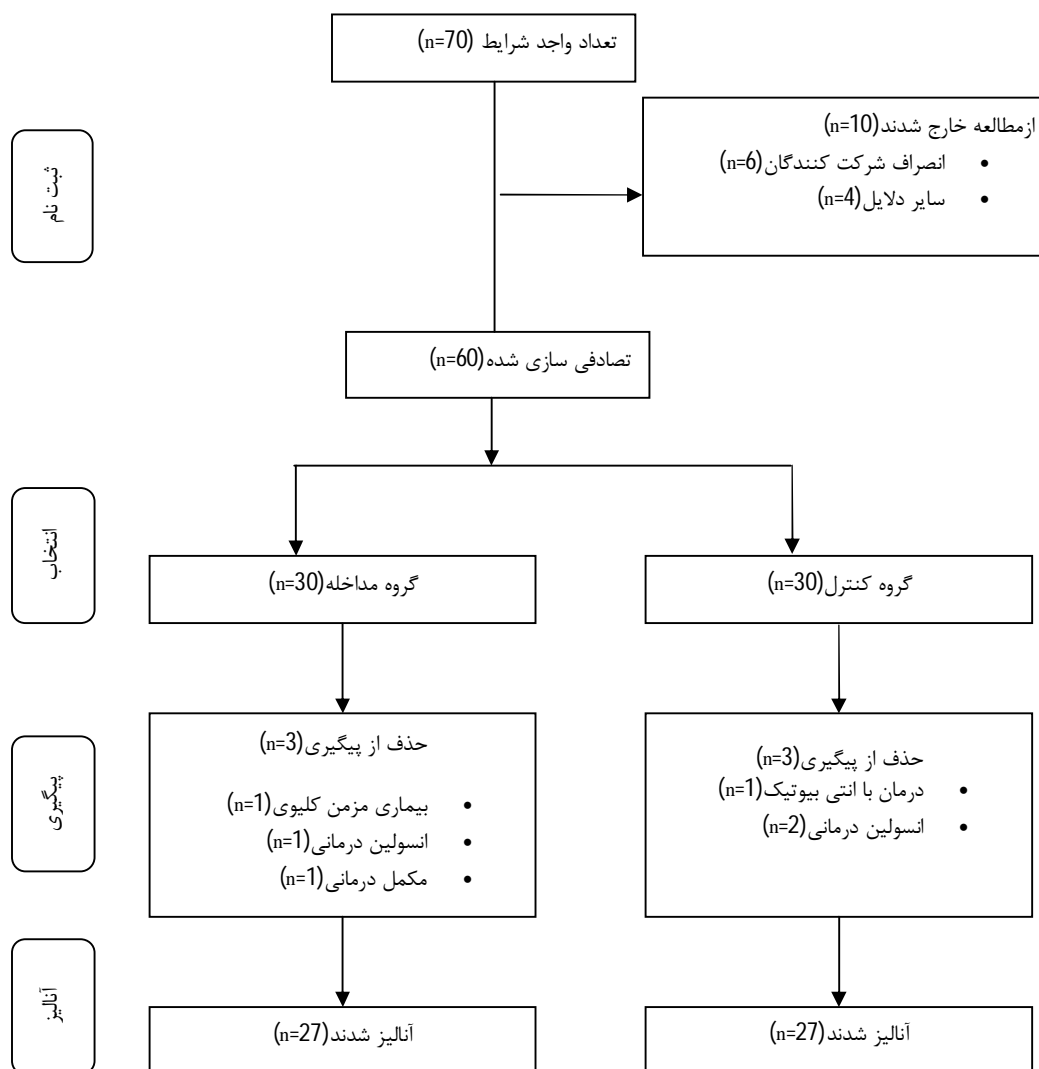 تعداد واجد شرایط (n=70)
ثبت نام
ازمطالعه خارج شدند(n=10)
• انصراف شرکت کنندگان(n=6)
• سایر دلایل(n=4)
تصادفی سازی شده(n=60)
انتخاب
گروه کنترل(n=30)
گروه مداخله(n=30)
پیگیری
حذف از پیگیری(n=3)
• درمان با انتی بیوتیک(n=1)
• انسولین درمانی(n=2)
حذف از پیگیری(n=3)
• بیماری مزمن کلیوی(n=1)
• انسولین درمانی(n=1)
• مکمل درمانی(n=1)
آنالیز
آنالیز شدند(n=27)
آنالیز شدند(n=27)